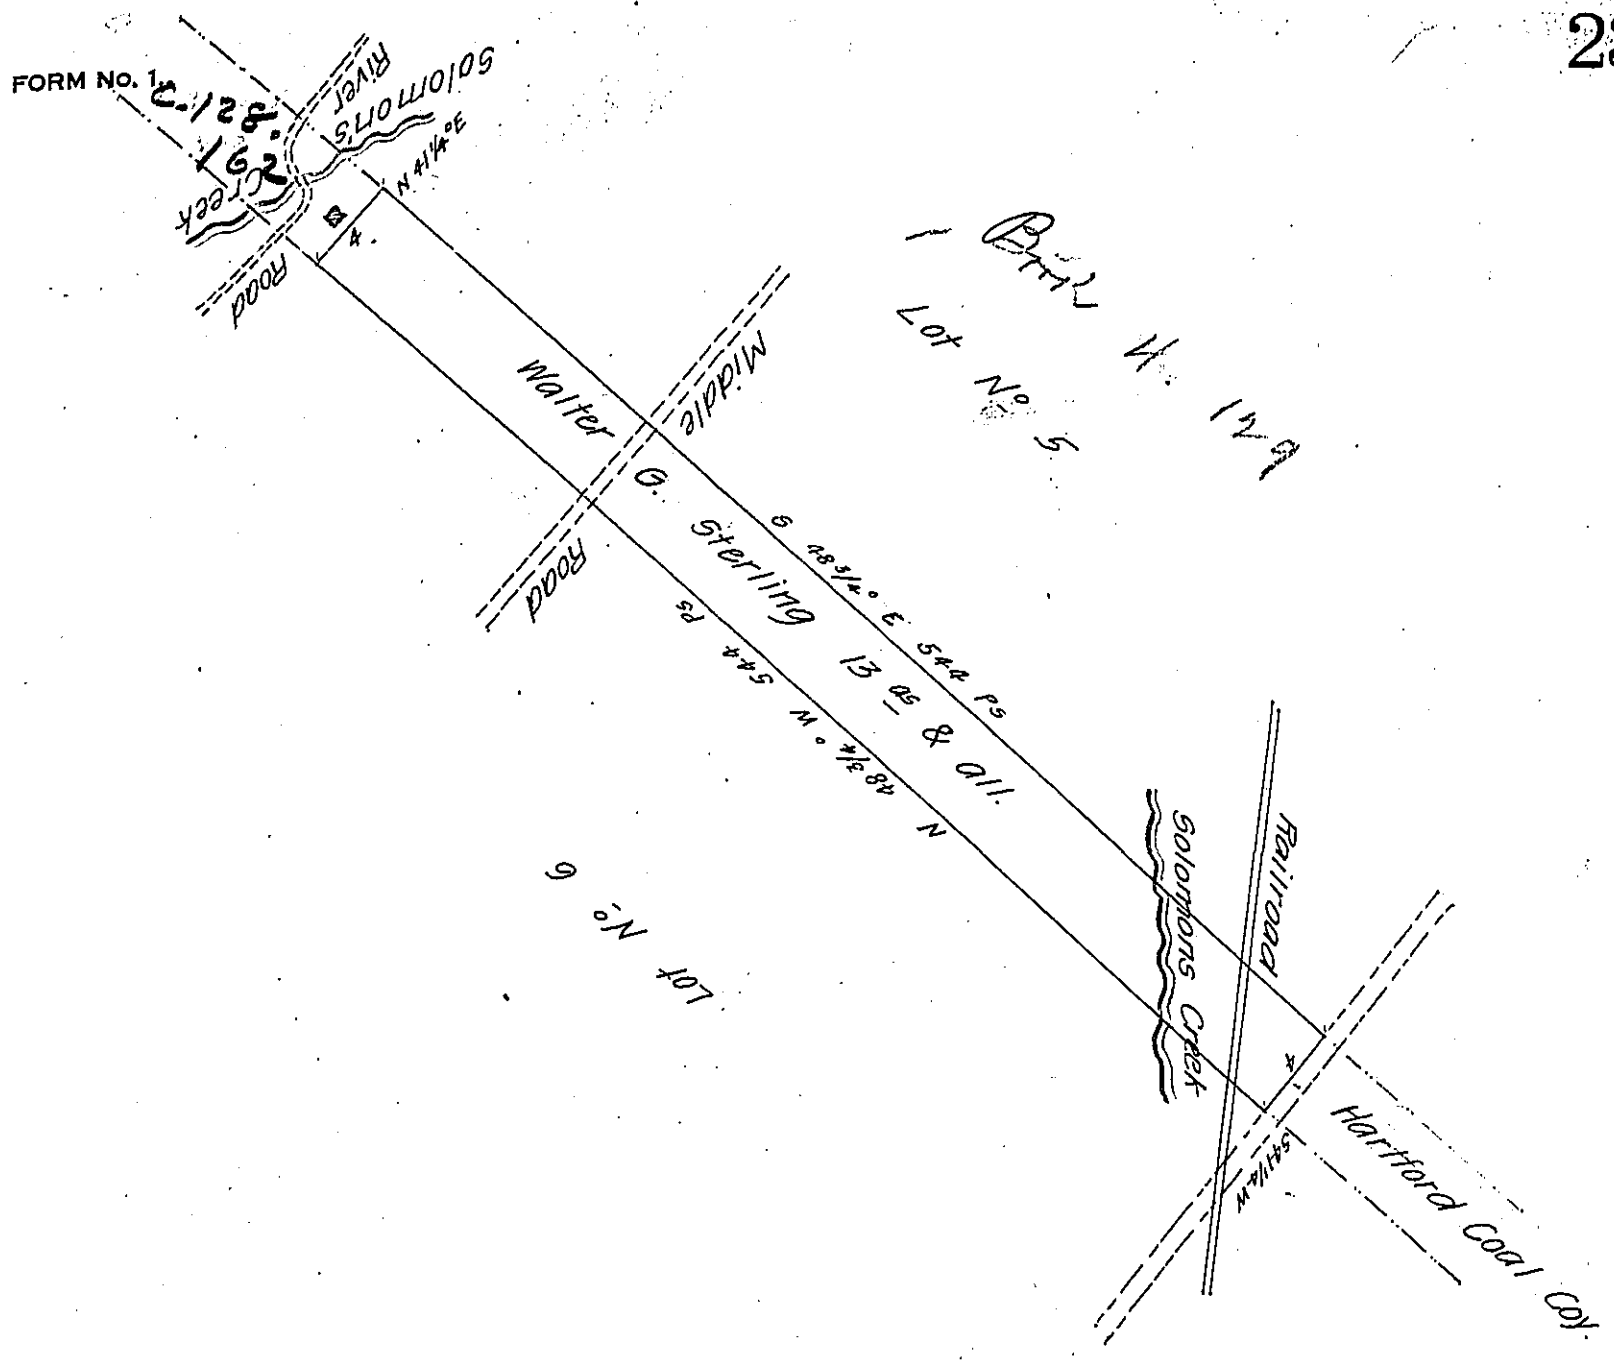 FORM No. 1.
C-128.
162
Solomon's
River
Creek
Road
N 41¼° E
4.
Middle
Road
Lot No 5
129
Walter G. Sterling 13 as & all.
S 48¾° E 544 Ps
N 48¾° W 544 Ps
Lot No 6
Solomons Creek
Railroad
4.
S 41¼ W
Hartford Coal Coy.